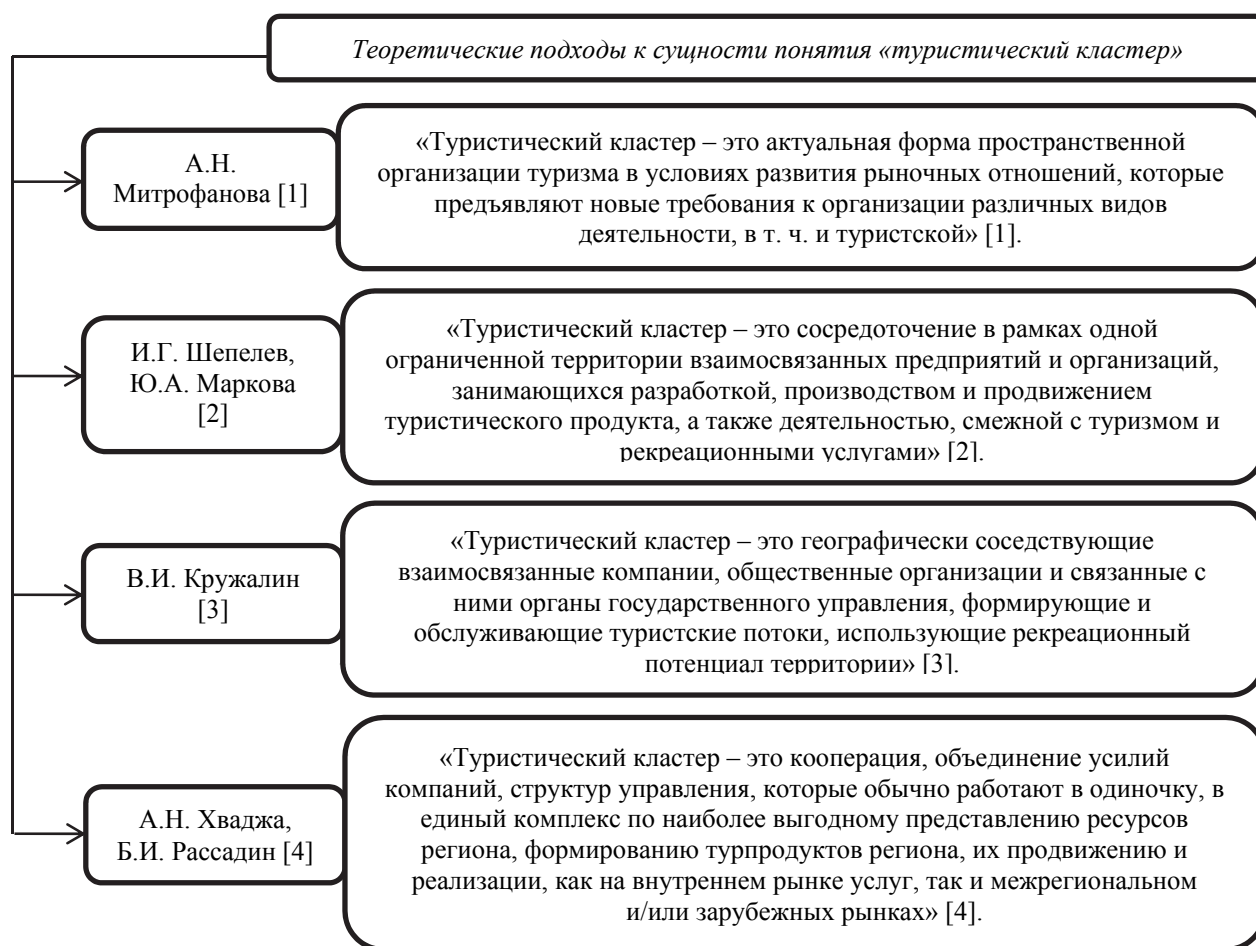 Теоретические подходы к сущности понятия «туристический кластер»
А.Н.
Митрофанова [1]
«Туристический кластер – это актуальная форма пространственной
организации туризма в условиях развития рыночных отношений, которые
предъявляют новые требования к организации различных видов
деятельности, в т. ч. и туристской» [1].
И.Г. Шепелев,
Ю.А. Маркова
[2]
«Туристический кластер – это сосредоточение в рамках одной
ограниченной территории взаимосвязанных предприятий и организаций,
занимающихся разработкой, производством и продвижением
туристического продукта, а также деятельностью, смежной с туризмом и
рекреационными услугами» [2].
В.И. Кружалин
[3]
«Туристический кластер – это географически соседствующие
взаимосвязанные компании, общественные организации и связанные с
ними органы государственного управления, формирующие и
обслуживающие туристские потоки, использующие рекреационный
потенциал территории» [3].
А.Н. Хваджа,
Б.И. Рассадин [4]
«Туристический кластер – это кооперация, объединение усилий
компаний, структур управления, которые обычно работают в одиночку, в
единый комплекс по наиболее выгодному представлению ресурсов
региона, формированию турпродуктов региона, их продвижению и
реализации, как на внутреннем рынке услуг, так и межрегиональном
и/или зарубежных рынках» [4].